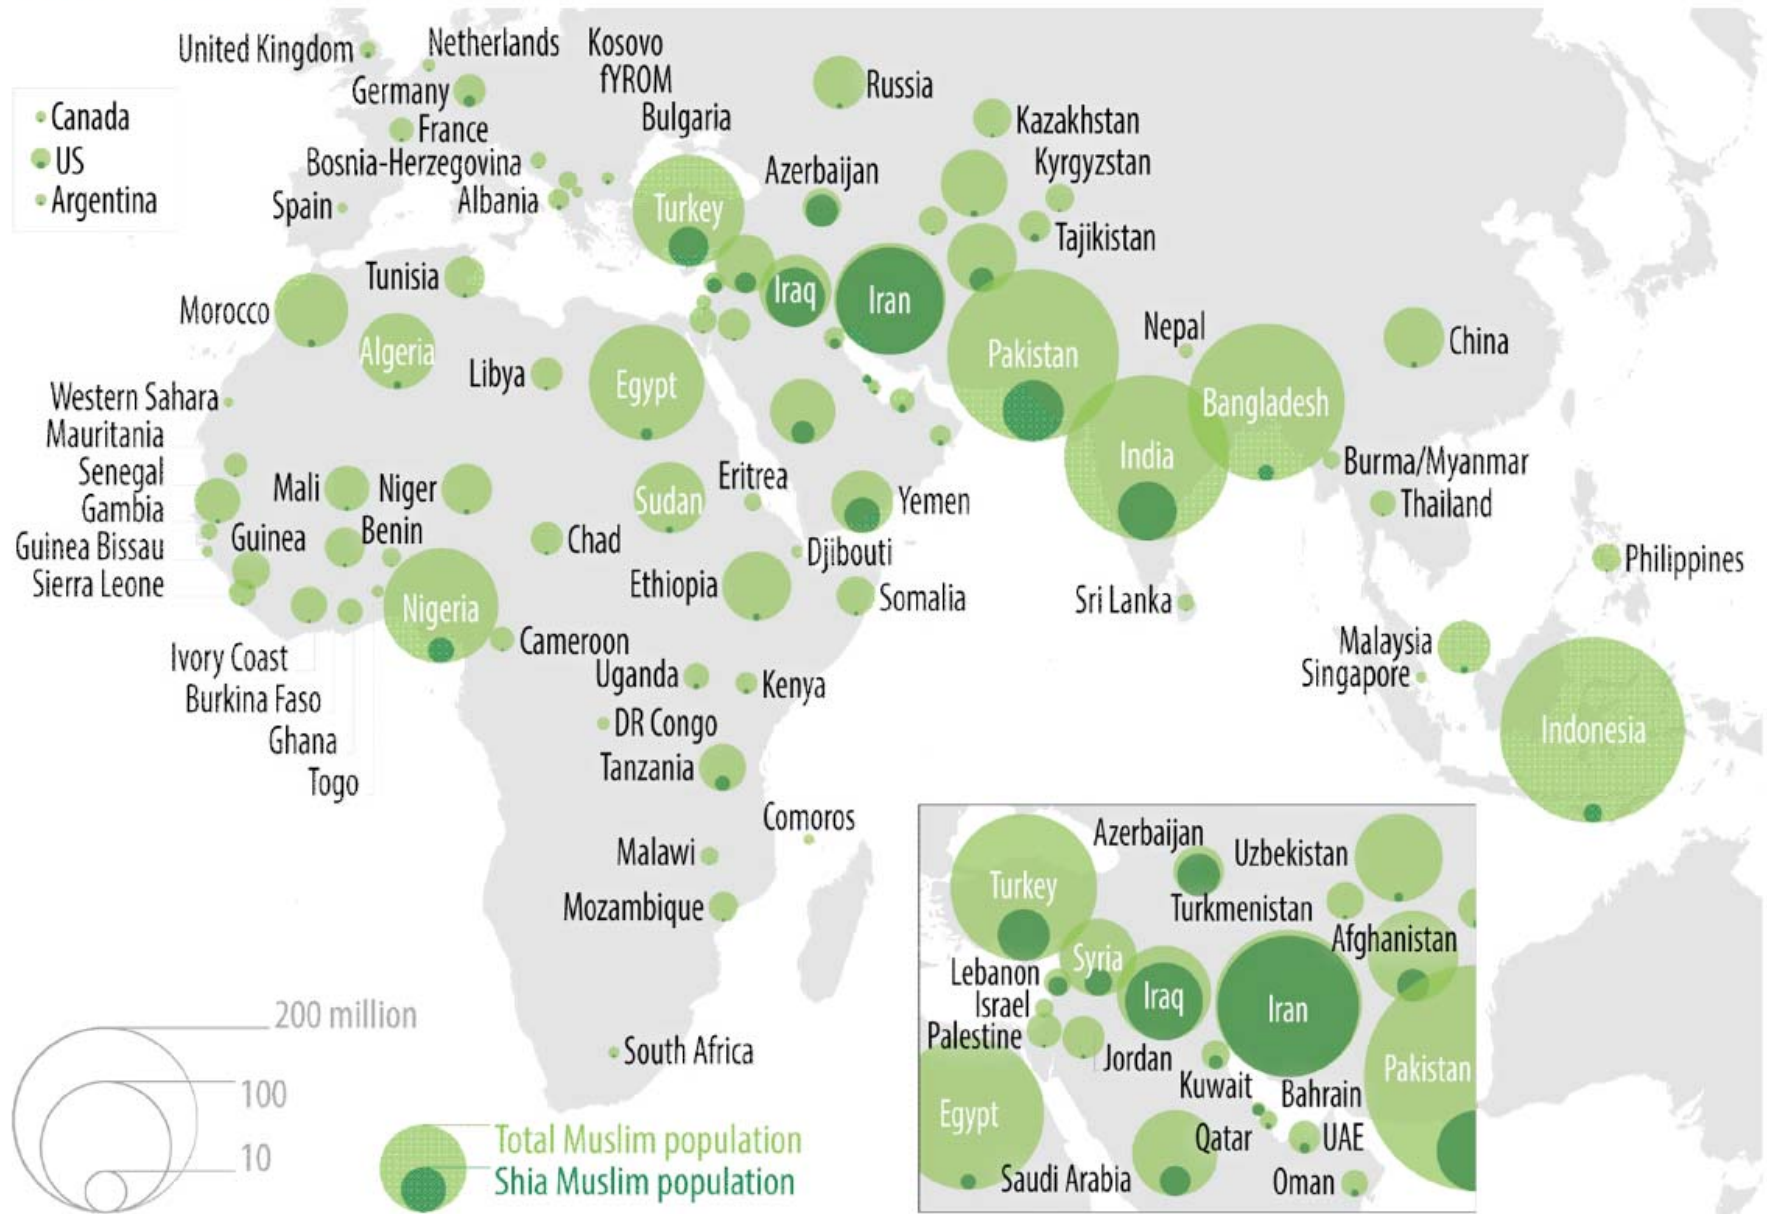 United Kingdom
Netherlands
Kosovo
fYROM
Bulgaria
Germany
France
Bosnia-Herzegovina
Albania
Spain
Canada
US
Argentina
Russia
Kazakhstan
Kyrgyzstan
Azerbaijan
Turkey
Tajikistan
Tunisia
Morocco
Algeria
Libya
Egypt
Iraq
Iran
Pakistan
Nepal
China
Bangladesh
India
Western Sahara
Mauritania
Senegal
Gambia
Guinea Bissau
Sierra Leone
Mali
Niger
Guinea
Benin
Chad
Sudan
Eritrea
Yemen
Djibouti
Ethiopia
Somalia
Burma/Myanmar
Thailand
Philippines
Sri Lanka
Malaysia
Singapore
Indonesia
Nigeria
Cameroon
Ivory Coast
Burkina Faso
Ghana
Togo
Uganda
Kenya
DR Congo
Tanzania
Comoros
Malawi
Mozambique
South Africa
200 million
100
10
Total Muslim population
Shia Muslim population
Azerbaijan
Uzbekistan
Turkey
Turkmenistan
Afghanistan
Syria
Lebanon
Israel
Iraq
Iran
Palestine
Jordan
Pakistan
Kuwait
Bahrain
Egypt
Qatar
UAE
Saudi Arabia
Oman